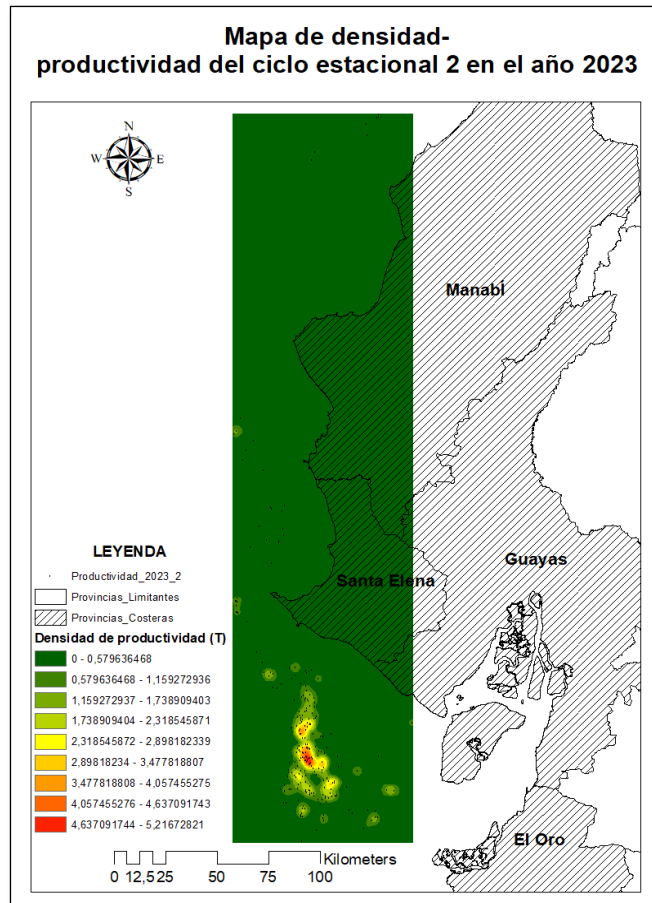 Mapa de densidad-
productividad del ciclo estacional 2 en el año 2023
N
W E
S
Manabí
Guayas
Santa Elena
El Oro
LEYENDA
Productividad_2023_2
Provincias_Limitantes
Provincias_Costeras
Densidad de productividad (T)
0 - 0,579636468
0,579636468 - 1,159272936
1,159272937 - 1,738909403
1,738909404 - 2,318545871
2,318545872 - 2,898182339
2,89818234 - 3,477818807
3,477818808 - 4,057455275
4,057455276 - 4,637091743
4,637091744 - 5,21672821
Kilometers
0 12,5 25 50 75 100